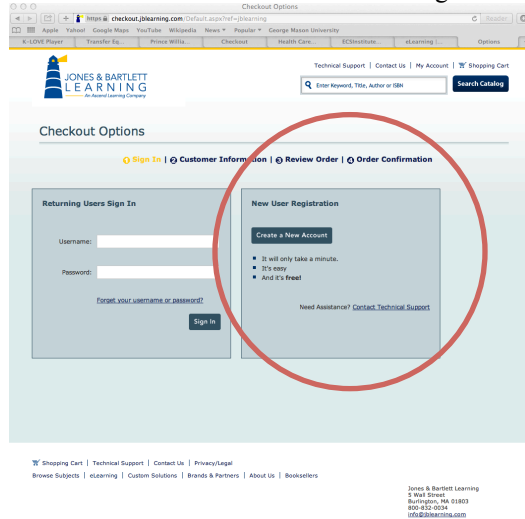 Checkout Options
https checkout.jblearning.com/Default.aspx?ref=jblearning
Reader
Apple Yahoo! Google Maps YouTube Wikipedia News Popular George Mason University
K-LOVE Player Transfer Eq... Prince Willia... Checkout Health Care... ECSInstitute... eLearning |... Options
Technical Support | Contact Us | My Account | Shopping Cart
JONES & BARTLETT
LEARNING
An Ascend Learning Company
Enter Keyword, Title, Author or ISBN
Search Catalog
Checkout Options
1 Sign In | 2 Customer Information | 3 Review Order | 4 Order Confirmation
Returning Users Sign In
Username:
Password:
Forget your username or password?
Sign In
New User Registration
Create a New Account
It will only take a minute.
It's easy
And it's free!
Need Assistance? Contact Technical Support
Shopping Cart | Technical Support | Contact Us | Privacy/Legal
Browse Subjects | eLearning | Custom Solutions | Brands & Partners | About Us | Booksellers
Jones & Bartlett Learning
5 Wall Street
Burlington, MA 01803
800-832-0034
info@jblearning.com